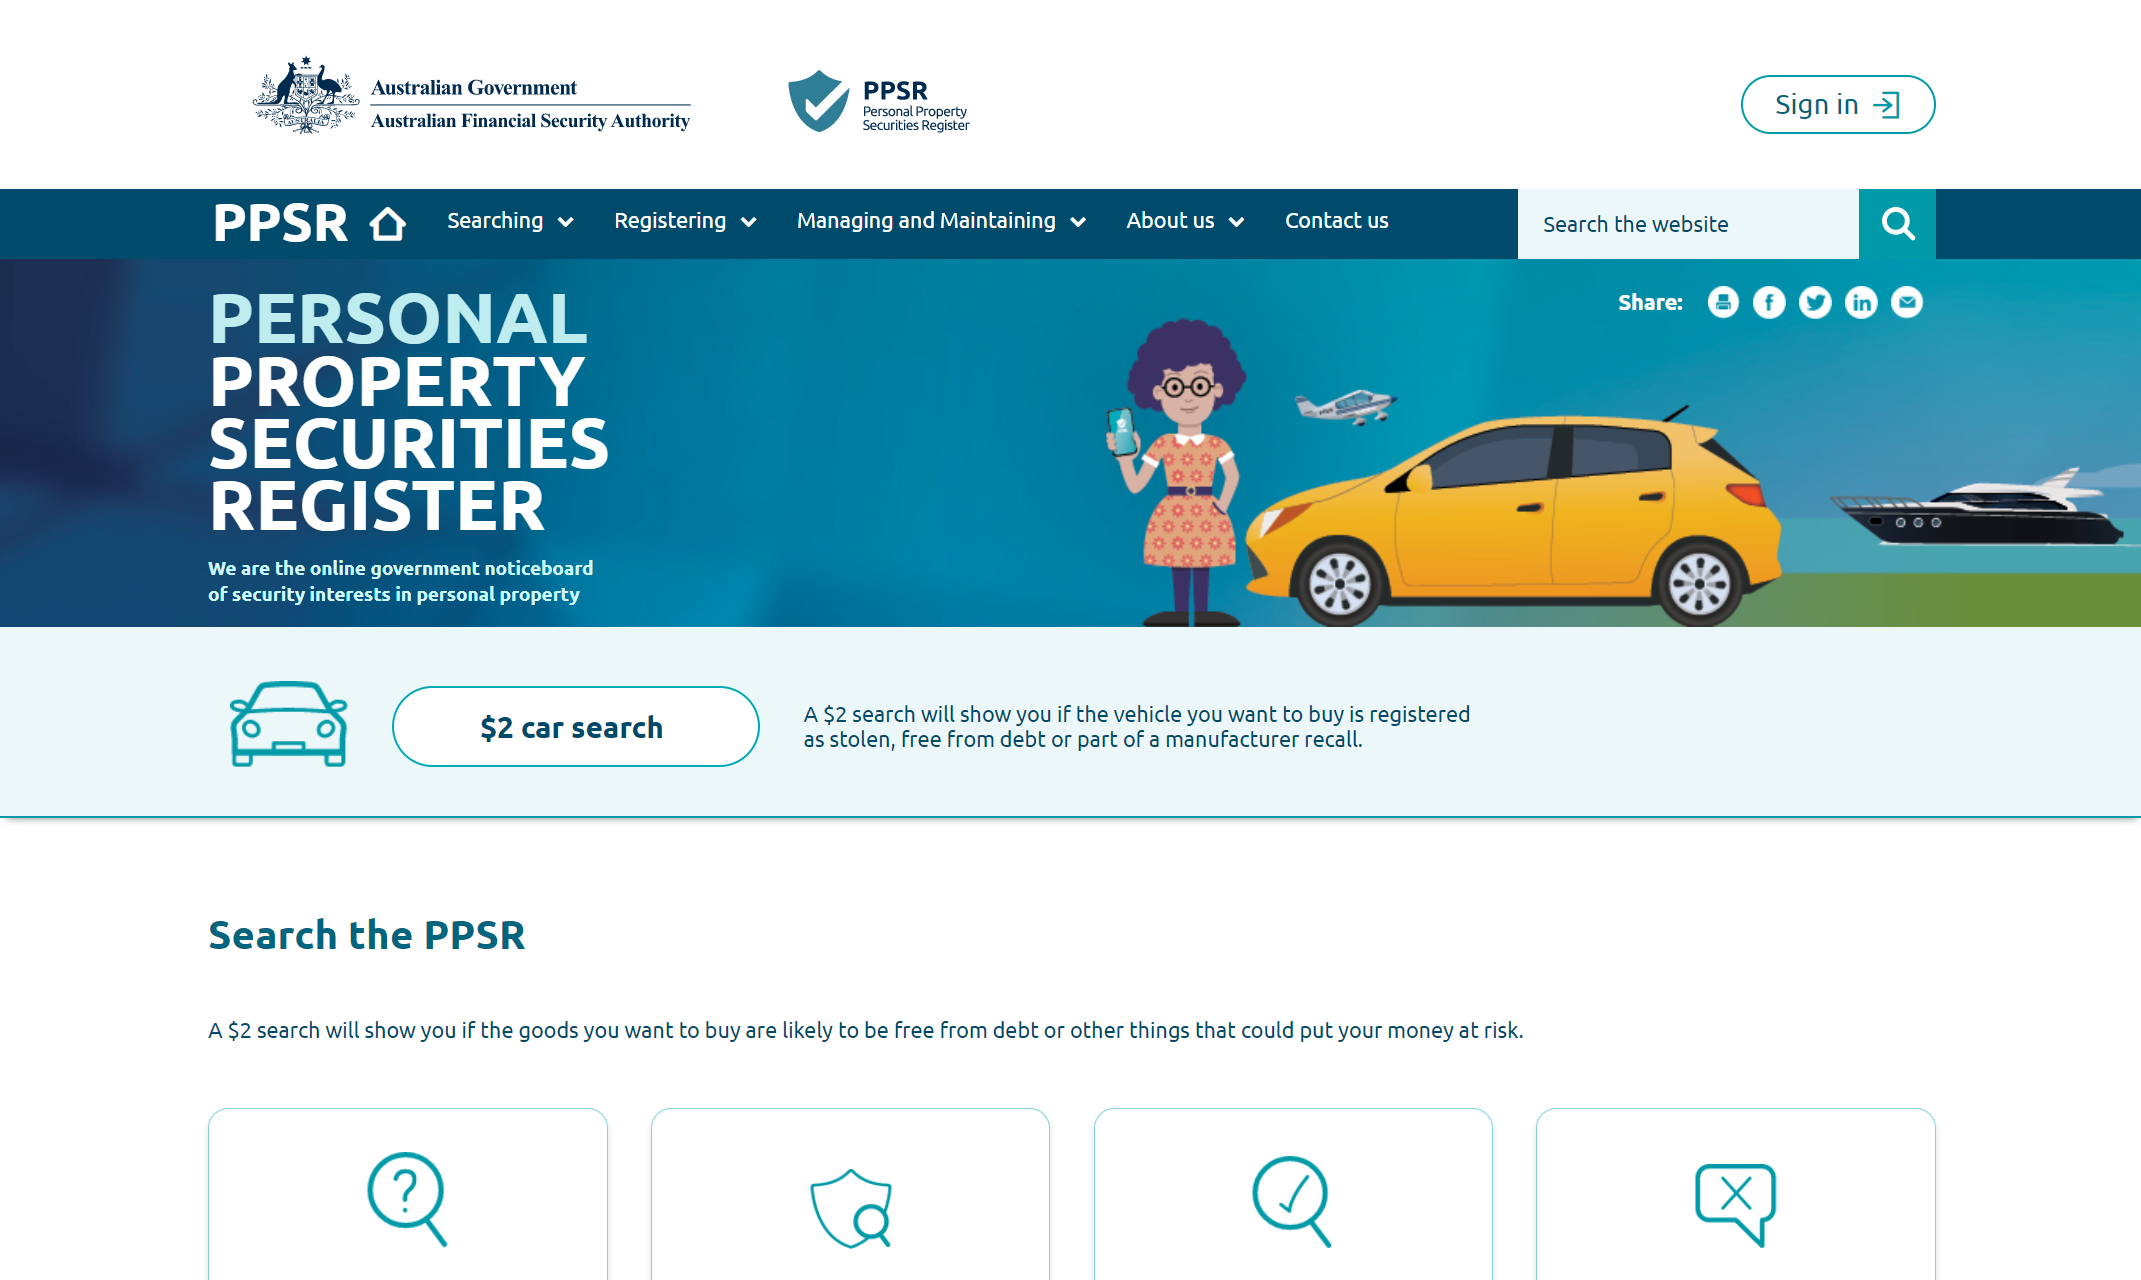 Australian Government
Australian Financial Security Authority
PPSR
Personal Property
Securities Register
Sign in
PPSR
Searching
Registering
Managing and Maintaining
About us
Contact us
Search the website
Share:
PERSONAL
PROPERTY
SECURITIES
REGISTER
We are the online government noticeboard
of security interests in personal property
$2 car search
A $2 search will show you if the vehicle you want to buy is registered
as stolen, free from debt or part of a manufacturer recall.
Search the PPSR
A $2 search will show you if the goods you want to buy are likely to be free from debt or other things that could put your money at risk.